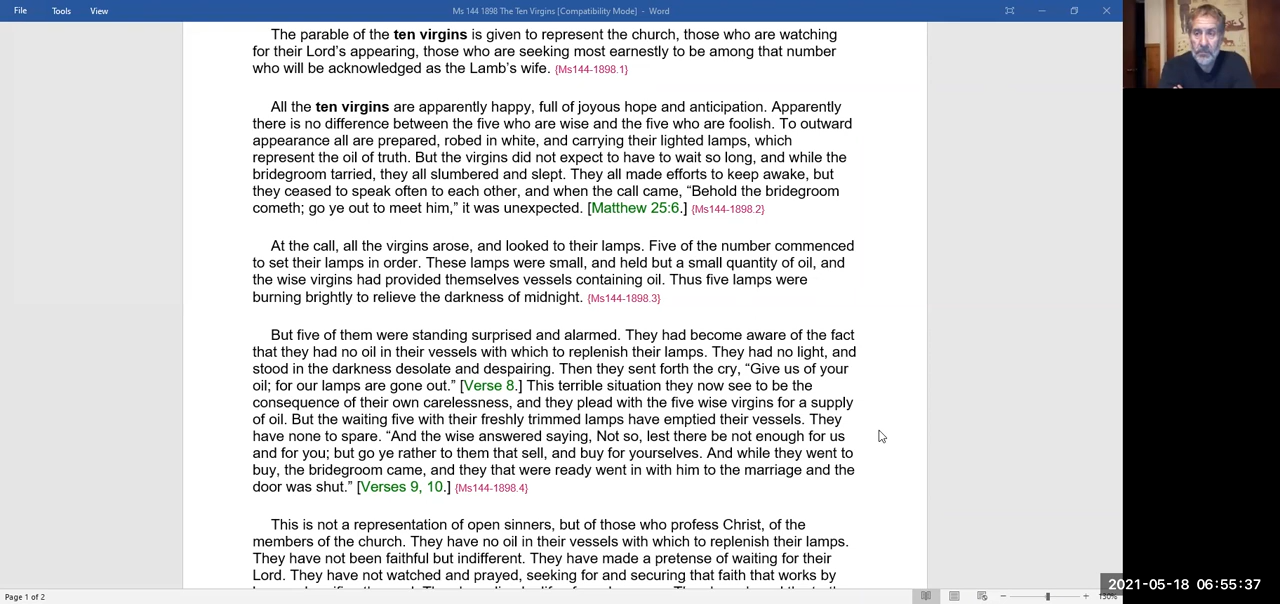 File Tools View Ms 144 1898 The Ten Virgins [Compatibility Mode] - Word
The parable of the ten virgins is given to represent the church, those who are watching
for their Lord's appearing, those who are seeking most earnestly to be among that number
who will be acknowledged as the Lamb's wife. {Ms144-1898.1}
All the ten virgins are apparently happy, full of joyous hope and anticipation. Apparently
there is no difference between the five who are wise and the five who are foolish. To outward
appearance all are prepared, robed in white, and carrying their lighted lamps, which
represent the oil of truth. But the virgins did not expect to have to wait so long, and while the
bridegroom tarried, they all slumbered and slept. They all made efforts to keep awake, but
they ceased to speak often to each other, and when the call came, “Behold the bridegroom
cometh; go ye out to meet him,” it was unexpected. [Matthew 25:6.] {Ms144-1898.2}
At the call, all the virgins arose, and looked to their lamps. Five of the number commenced
to set their lamps in order. These lamps were small, and held but a small quantity of oil, and
the wise virgins had provided themselves vessels containing oil. Thus five lamps were
burning brightly to relieve the darkness of midnight. {Ms144-1898.3}
But five of them were standing surprised and alarmed. They had become aware of the fact
that they had no oil in their vessels with which to replenish their lamps. They had no light, and
stood in the darkness desolate and despairing. Then they sent forth the cry, “Give us of your
oil; for our lamps are gone out.” [Verse 8.] This terrible situation they now see to be the
consequence of their own carelessness, and they plead with the five wise virgins for a supply
of oil. But the waiting five with their freshly trimmed lamps have emptied their vessels. They
have none to spare. “And the wise answered saying, Not so, lest there be not enough for us
and for you; but go ye rather to them that sell, and buy for yourselves. And while they went to
buy, the bridegroom came, and they that were ready went in with him to the marriage and the
door was shut.” [Verses 9, 10.] {Ms144-1898.4}
This is not a representation of open sinners, but of those who profess Christ, of the
members of the church. They have no oil in their vessels with which to replenish their lamps.
They have not been faithful but indifferent. They have made a pretense of waiting for their
Lord. They have not watched and prayed, seeking for and securing that faith that works by
2021-05-18 06:55:37
Page 1 of 2